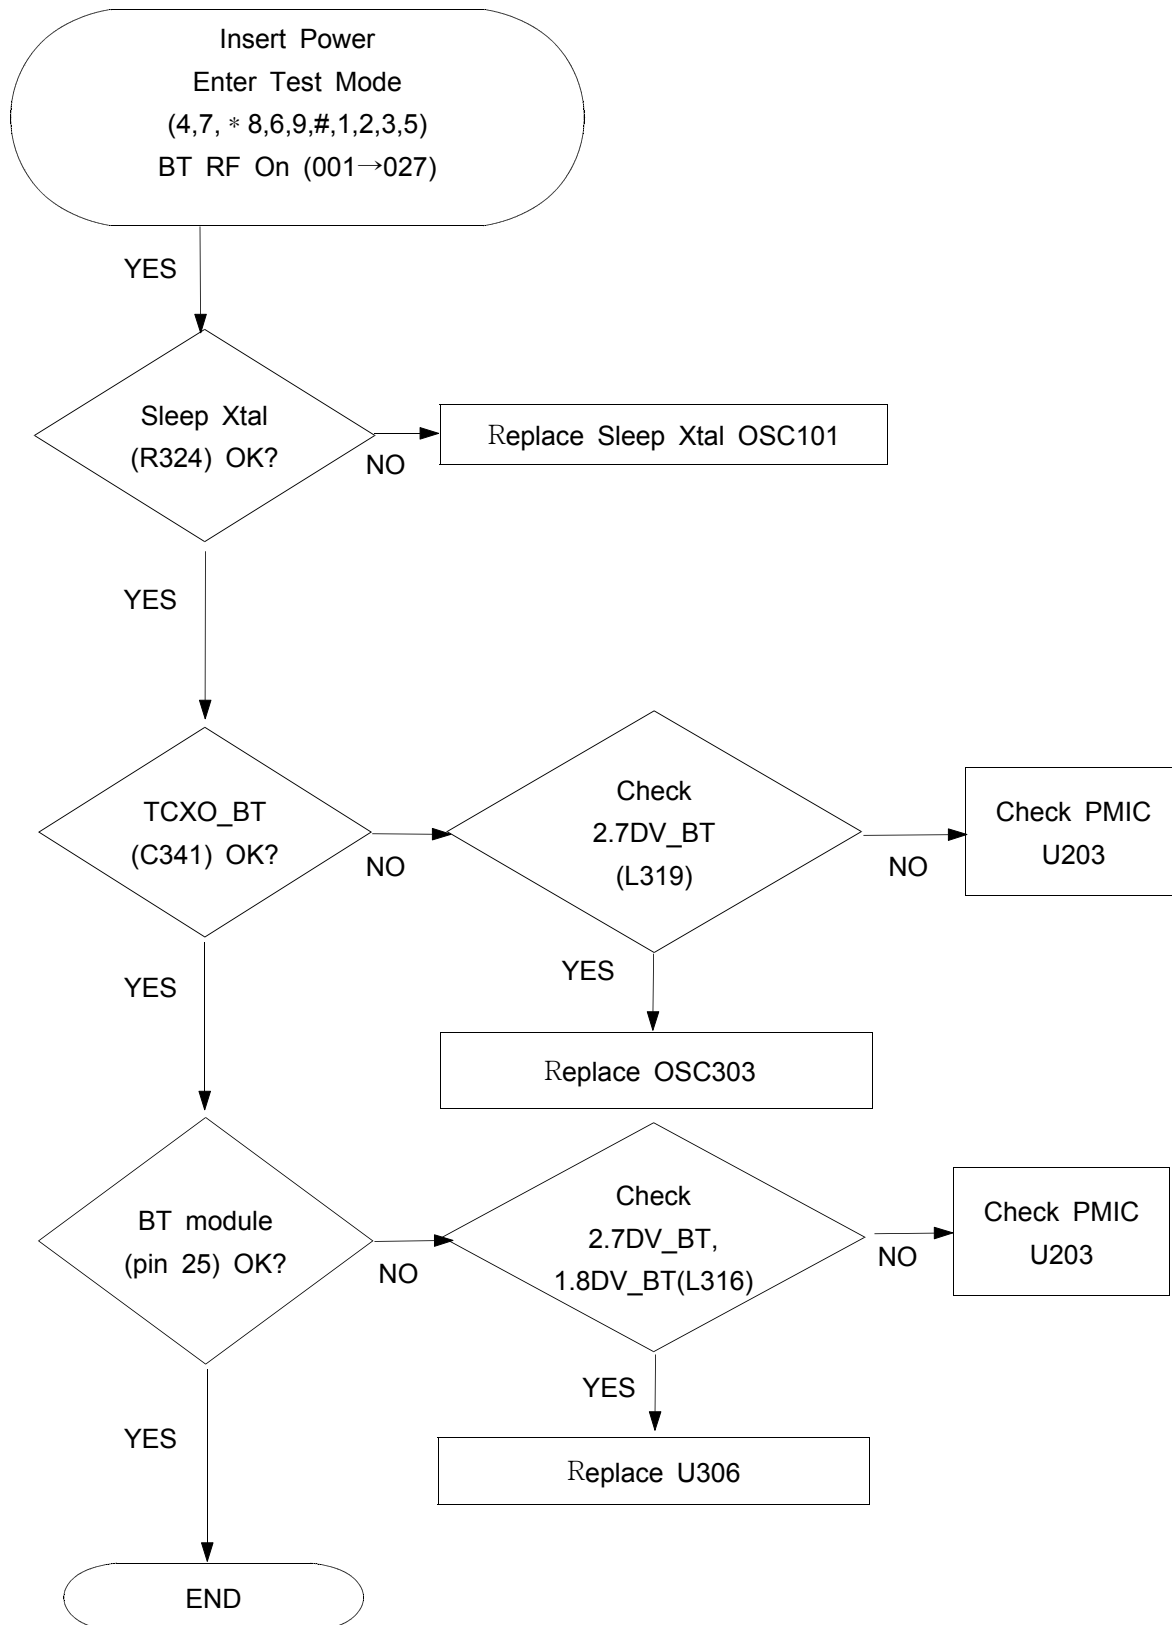 Insert Power
Enter Test Mode
(4,7, * 8,6,9,#,1,2,3,5)
BT RF On (001→027)
YES
Sleep Xtal
(R324) OK?
NO
Replace Sleep Xtal OSC101
YES
TCXO_BT
(C341) OK?
NO
Check
2.7DV_BT
(L319)
NO
Check PMIC
U203
YES
Replace OSC303
YES
BT module
(pin 25) OK?
NO
Check
2.7DV_BT,
1.8DV_BT(L316)
NO
Check PMIC
U203
YES
Replace U306
YES
END